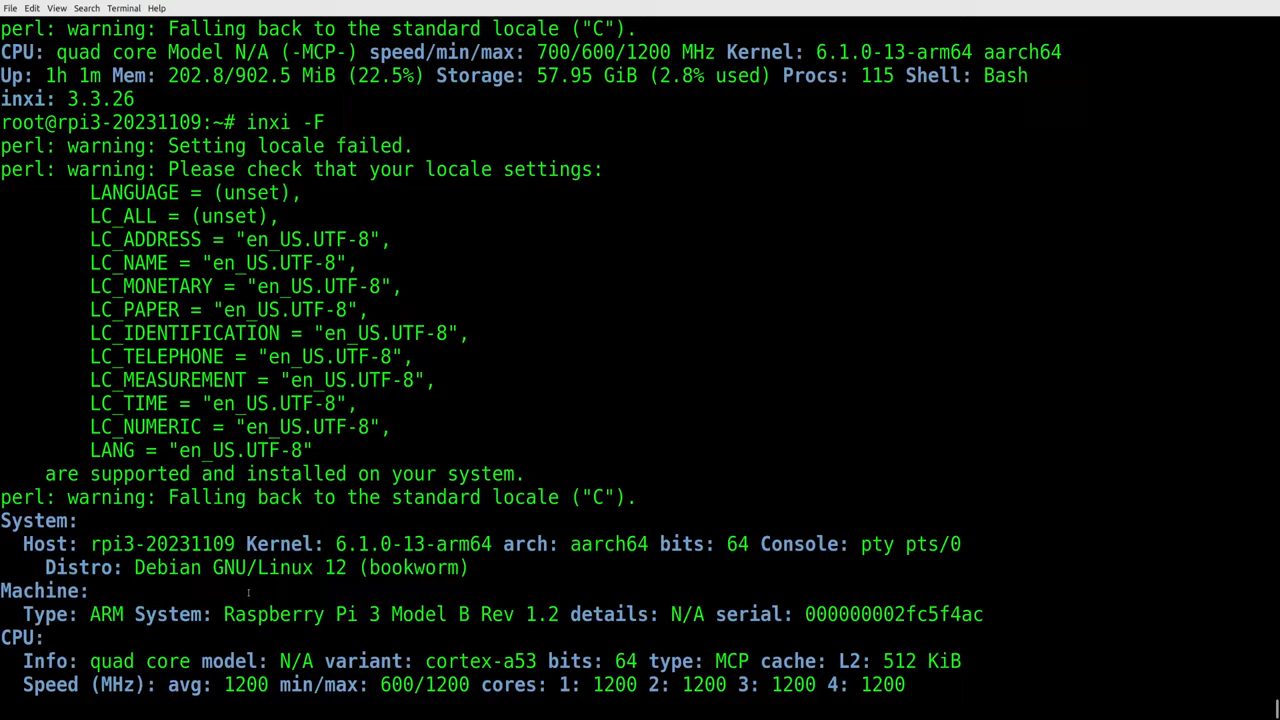 File Edit View Search Terminal Help
perl: warning: Falling back to the standard locale ("C").
CPU: quad core Model N/A (-MCP-) speed/min/max: 700/600/1200 MHz Kernel: 6.1.0-13-arm64 aarch64
Up: 1h 1m Mem: 202.8/902.5 MiB (22.5%) Storage: 57.95 GiB (2.8% used) Procs: 115 Shell: Bash
inxi: 3.3.26
root@rpi3-20231109:~# inxi -F
perl: warning: Setting locale failed.
perl: warning: Please check that your locale settings:
        LANGUAGE = (unset),
        LC_ALL = (unset),
        LC_ADDRESS = "en_US.UTF-8",
        LC_NAME = "en_US.UTF-8",
        LC_MONETARY = "en_US.UTF-8",
        LC_PAPER = "en_US.UTF-8",
        LC_IDENTIFICATION = "en_US.UTF-8",
        LC_TELEPHONE = "en_US.UTF-8",
        LC_MEASUREMENT = "en_US.UTF-8",
        LC_TIME = "en_US.UTF-8",
        LC_NUMERIC = "en_US.UTF-8",
        LANG = "en_US.UTF-8"
    are supported and installed on your system.
perl: warning: Falling back to the standard locale ("C").
System:
  Host: rpi3-20231109 Kernel: 6.1.0-13-arm64 arch: aarch64 bits: 64 Console: pty pts/0
    Distro: Debian GNU/Linux 12 (bookworm)
Machine:
  Type: ARM System: Raspberry Pi 3 Model B Rev 1.2 details: N/A serial: 000000002fc5f4ac
CPU:
  Info: quad core model: N/A variant: cortex-a53 bits: 64 type: MCP cache: L2: 512 KiB
  Speed (MHz): avg: 1200 min/max: 600/1200 cores: 1: 1200 2: 1200 3: 1200 4: 1200